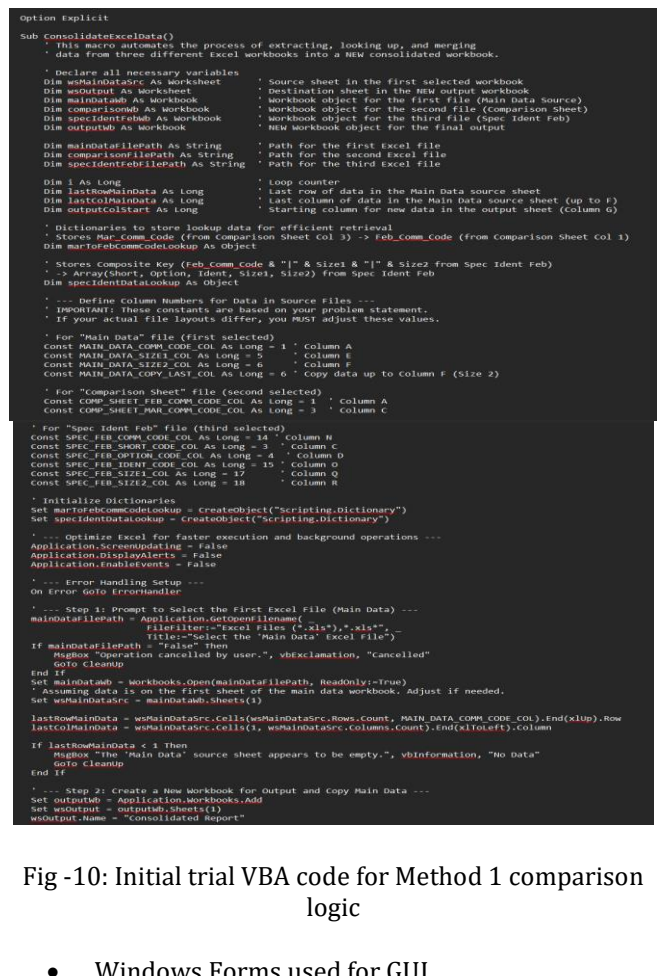 Option Explicit
Sub ConsolidateExcelData()
' This macro automates the process of extracting, looking up, and merging
' data from three different Excel workbooks into a NEW consolidated workbook.
' Declare all necessary variables
Dim wsMainDataSrc As Worksheet ' Source sheet in the first selected workbook
Dim wsOutput As Worksheet ' Destination sheet in the NEW output workbook
Dim mainDataWb As Workbook ' Workbook object for the first file (Main Data Source)
Dim comparisonWb As Workbook ' Workbook object for the second file (Comparison Sheet)
Dim specIdentFebWb As Workbook ' Workbook object for the third file (Spec Ident Feb)
Dim outputWb As Workbook ' NEW Workbook object for the final output
Dim mainDataFilePath As String ' Path for the first Excel file
Dim comparisonFilePath As String ' Path for the second Excel file
Dim specIdentFebFilePath As String ' Path for the third Excel file
Dim i As Long ' Loop counter
Dim lastRowMainData As Long ' Last row of data in the Main Data source sheet
Dim lastColMainData As Long ' Last column of data in the Main Data source sheet (up to F)
Dim outputColStart As Long ' Starting column for new data in the output sheet (Column G)
' Dictionaries to store lookup data for efficient retrieval
' Stores Mar_Comm_Code (from Comparison Sheet Col 3) -> Feb_Comm_Code (from Comparison Sheet Col 1)
Dim marToFebCommCodeLookup As Object
' Stores Composite Key (Feb_Comm_Code & "|" & Size1 & "|" & Size2 from Spec Ident Feb)
' -> Array(Short, Option, Ident, Size1, Size2) from Spec Ident Feb
Dim specIdentDataLookup As Object
' --- Define Column Numbers for Data in Source Files ---
' IMPORTANT: These constants are based on your problem statement.
' If your actual file layouts differ, you MUST adjust these values.
' For "Main Data" file (first selected)
Const MAIN_DATA_COMM_CODE_COL As Long = 1 ' Column A
Const MAIN_DATA_SIZE1_COL As Long = 5 ' Column E
Const MAIN_DATA_SIZE2_COL As Long = 6 ' Column F
Const MAIN_DATA_COPY_LAST_COL As Long = 6 ' Copy data up to Column F (Size 2)
' For "Comparison Sheet" file (second selected)
Const COMP_SHEET_FEB_COMM_CODE_COL As Long = 1 ' Column A
Const COMP_SHEET_MAR_COMM_CODE_COL As Long = 3 ' Column C
' For "Spec Ident Feb" file (third selected)
Const SPEC_FEB_COMM_CODE_COL As Long = 14 ' Column N
Const SPEC_FEB_SHORT_CODE_COL As Long = 3 ' Column C
Const SPEC_FEB_OPTION_CODE_COL As Long = 4 ' Column D
Const SPEC_FEB_IDENT_CODE_COL As Long = 15 ' Column O
Const SPEC_FEB_SIZE1_COL As Long = 17 ' Column Q
Const SPEC_FEB_SIZE2_COL As Long = 18 ' Column R
' Initialize Dictionaries
Set marToFebCommCodeLookup = CreateObject("Scripting.Dictionary")
Set specIdentDataLookup = CreateObject("Scripting.Dictionary")
' --- Optimize Excel for faster execution and background operations ---
Application.ScreenUpdating = False
Application.DisplayAlerts = False
Application.EnableEvents = False
' --- Error Handling Setup ---
On Error GoTo ErrorHandler
' --- Step 1: Prompt to Select the First Excel File (Main Data) ---
mainDataFilePath = Application.GetOpenFilename( _
FileFilter:="Excel Files (*.xls*),*.xls*", _
Title:="Select the 'Main Data' Excel File")
If mainDataFilePath = "False" Then
MsgBox "Operation cancelled by user.", vbExclamation, "Cancelled"
GoTo CleanUp
End If
Set mainDataWb = Workbooks.Open(mainDataFilePath, ReadOnly:=True)
' Assuming data is on the first sheet of the main data workbook. Adjust if needed.
Set wsMainDataSrc = mainDataWb.Sheets(1)
lastRowMainData = wsMainDataSrc.Cells(wsMainDataSrc.Rows.Count, MAIN_DATA_COMM_CODE_COL).End(xlUp).Row
lastColMainData = wsMainDataSrc.Cells(1, wsMainDataSrc.Columns.Count).End(xlToLeft).Column
If lastRowMainData < 1 Then
MsgBox "The 'Main Data' source sheet appears to be empty.", vbInformation, "No Data"
GoTo CleanUp
End If
' --- Step 2: Create a New Workbook for Output and Copy Main Data ---
Set outputWb = Application.Workbooks.Add
Set wsOutput = outputWb.Sheets(1)
wsOutput.Name = "Consolidated Report"
Fig -10: Initial trial VBA code for Method 1 comparison
logic
• Windows Forms used for GUI